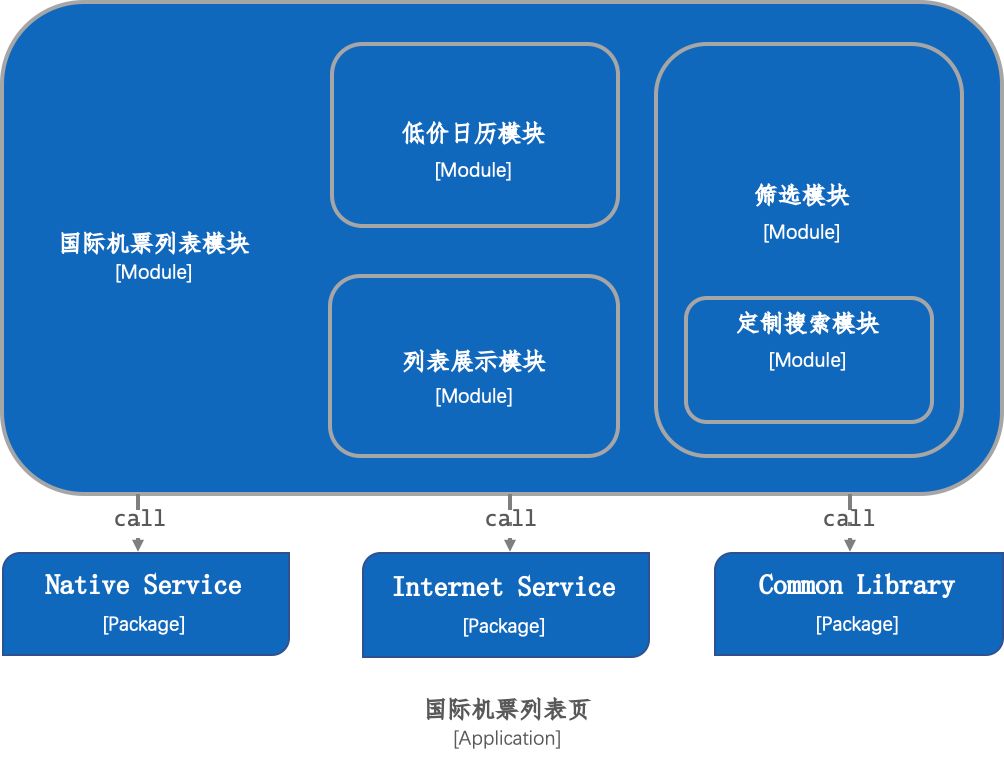 低价日历模块
[Module]
筛选模块
[Module]
国际机票列表模块
[Module]
定制搜索模块
[Module]
列表展示模块
[Module]
call
call
call
Native Service
[Package]
Internet Service
[Package]
Common Library
[Package]
国际机票列表页
[Application]